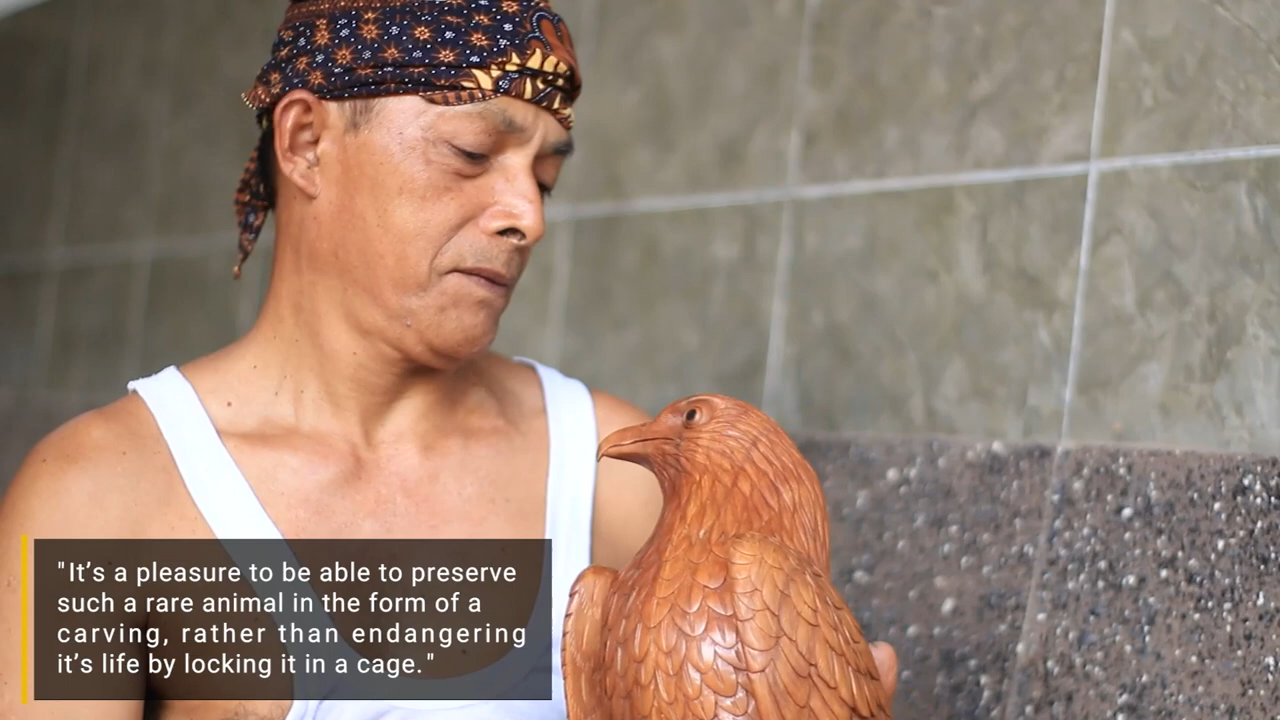 "It’s a pleasure to be able to preserve
such a rare animal in the form of a
carving, rather than endangering
it’s life by locking it in a cage."